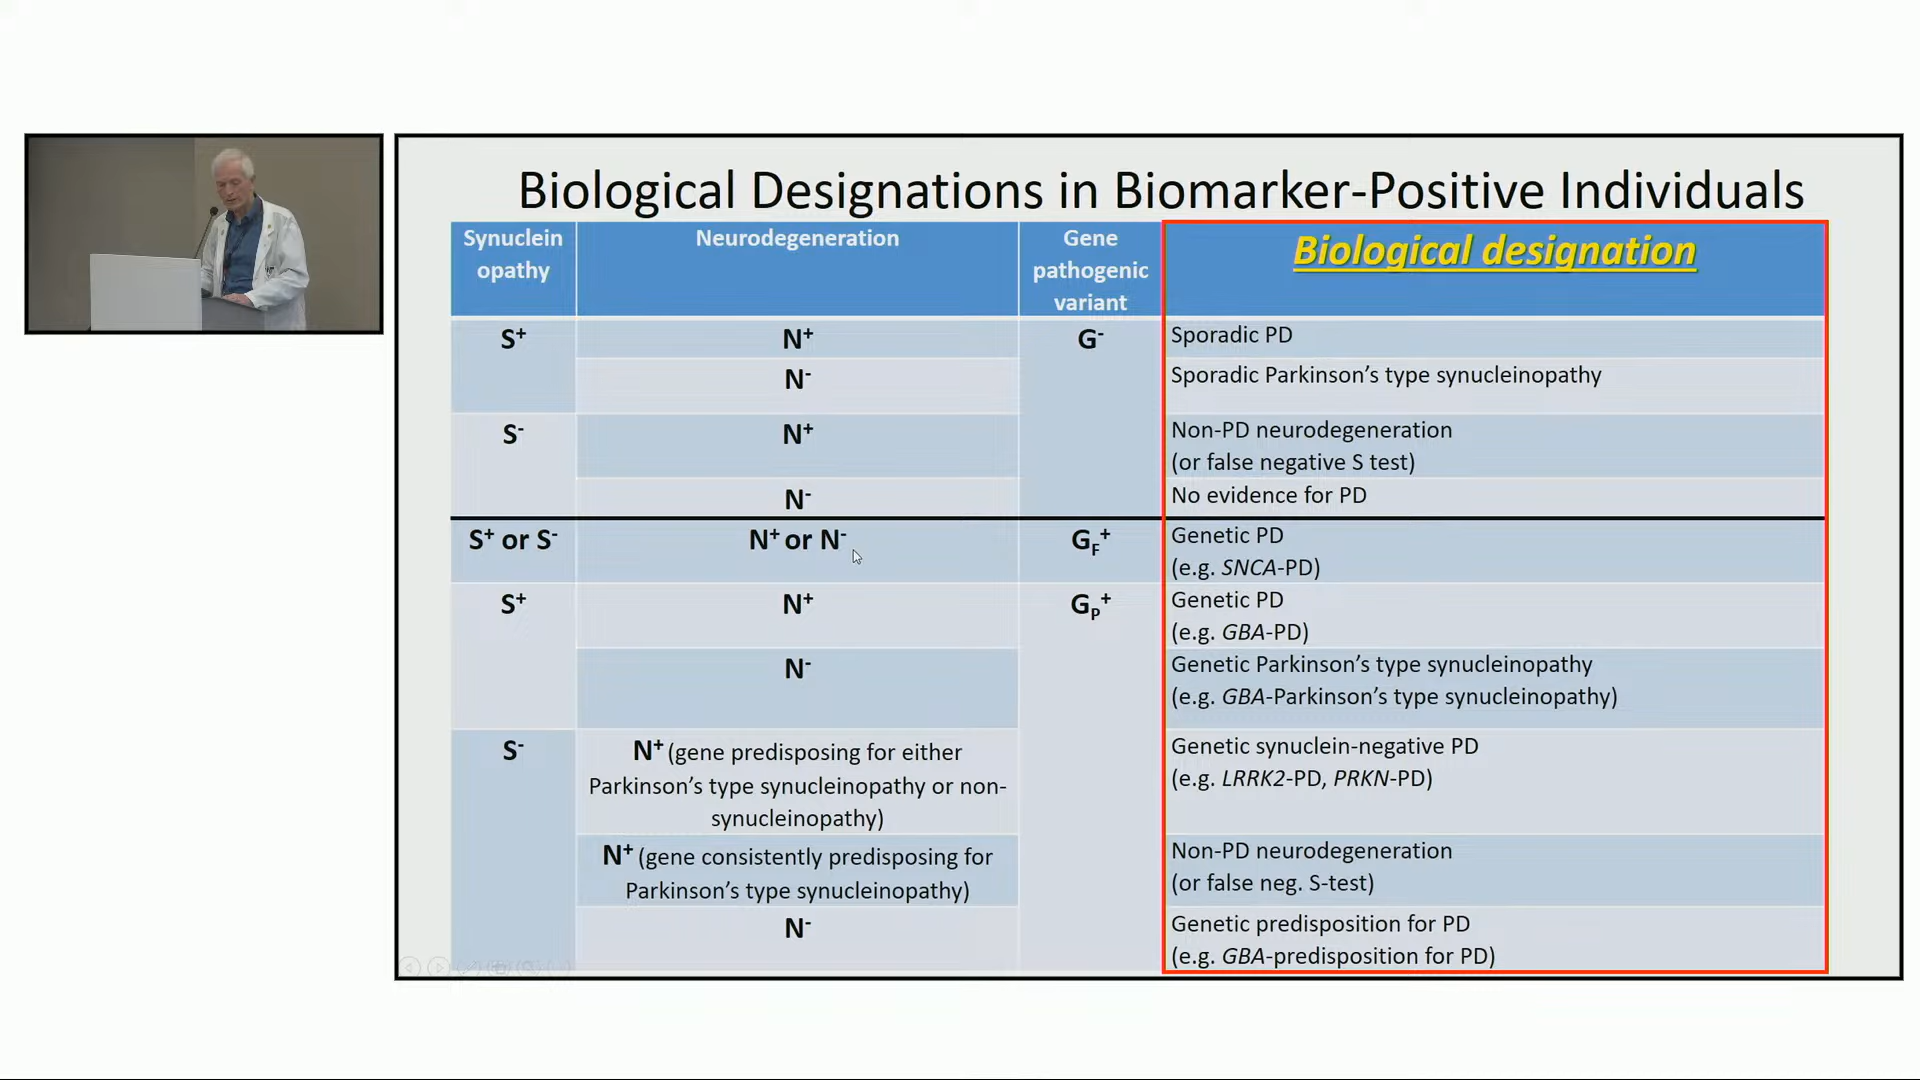 Biological Designations in Biomarker-Positive Individuals
Synuclein
opathy
Neurodegeneration
Gene
pathogenic
variant
Biological designation
S⁺
N⁺
G⁻
Sporadic PD
N⁻
Sporadic Parkinson’s type synucleinopathy
S⁻
N⁺
Non-PD neurodegeneration
(or false negative S test)
N⁻
No evidence for PD
S⁺ or S⁻
N⁺ or N⁻
G_F⁺
Genetic PD
(e.g. SNCA-PD)
S⁺
N⁺
G_P⁺
Genetic PD
(e.g. GBA-PD)
N⁻
Genetic Parkinson’s type synucleinopathy
(e.g. GBA-Parkinson’s type synucleinopathy)
S⁻
N⁺ (gene predisposing for either
Parkinson’s type synucleinopathy or non-
synucleinopathy)
Genetic synuclein-negative PD
(e.g. LRRK2-PD, PRKN-PD)
N⁺ (gene consistently predisposing for
Parkinson’s type synucleinopathy)
Non-PD neurodegeneration
(or false neg. S-test)
N⁻
Genetic predisposition for PD
(e.g. GBA-predisposition for PD)